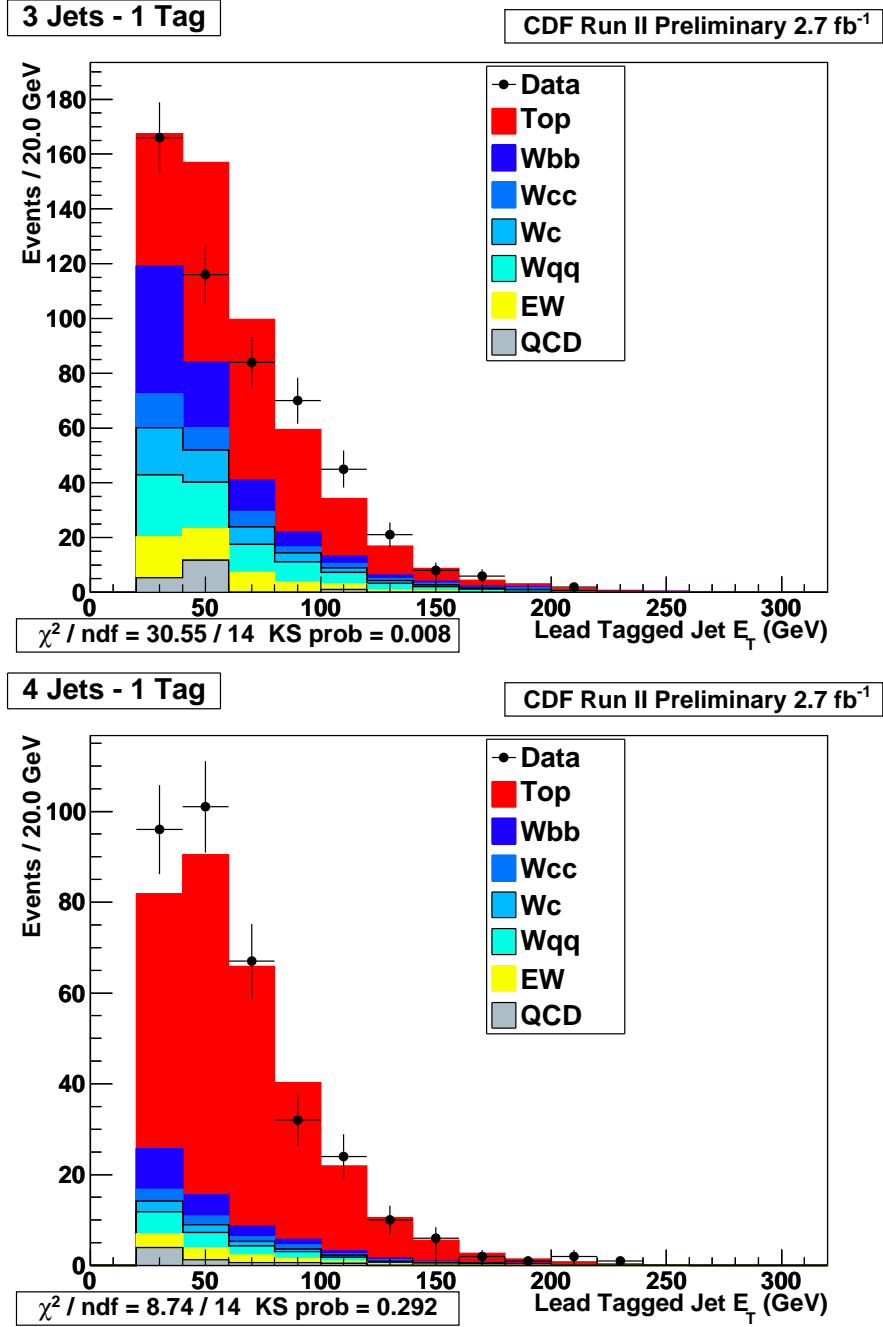 3 Jets - 1 Tag
CDF Run II Preliminary 2.7 fb⁻¹
Events / 20.0 GeV
180
160
140
120
100
80
60
40
20
0
Data
Top
Wbb
Wcc
Wc
Wqq
EW
QCD
0 50 100 150 200 250 300
χ² / ndf = 30.55 / 14 KS prob = 0.008
Lead Tagged Jet E_T (GeV)
4 Jets - 1 Tag
CDF Run II Preliminary 2.7 fb⁻¹
Events / 20.0 GeV
100
80
60
40
20
0
Data
Top
Wbb
Wcc
Wc
Wqq
EW
QCD
0 50 100 150 200 250 300
χ² / ndf = 8.74 / 14 KS prob = 0.292
Lead Tagged Jet E_T (GeV)